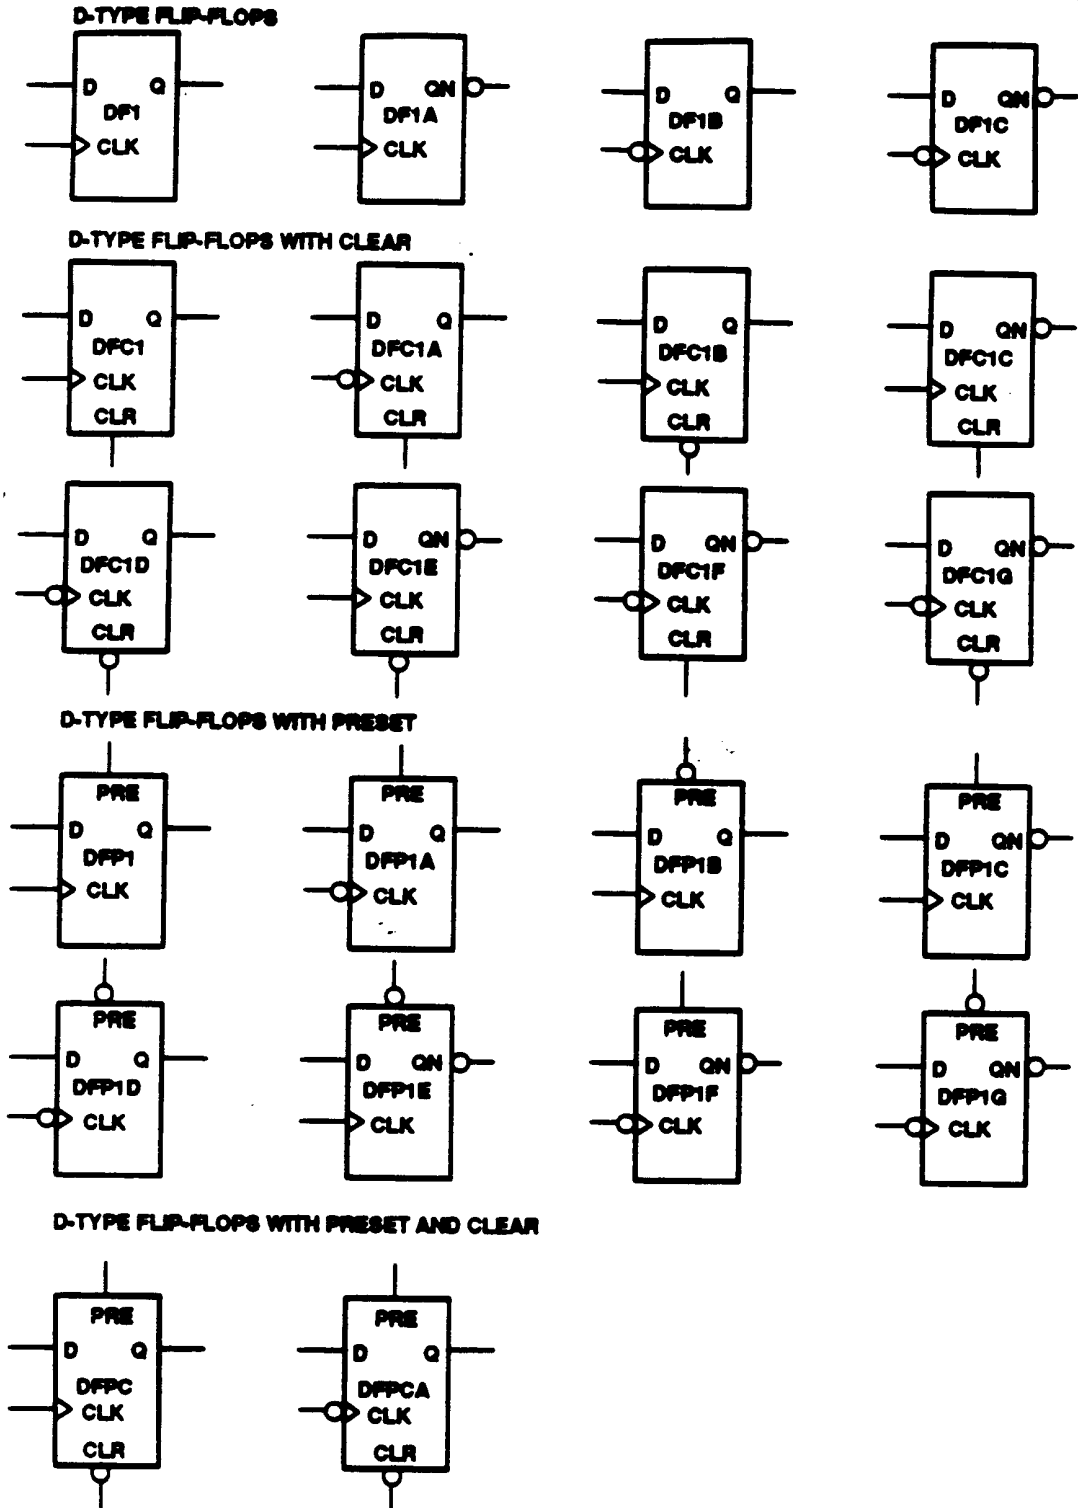 D-TYPE FLIP-FLOPS
D Q D QN D Q D QN
DF1 DF1A DF1B DF1C
CLK CLK CLK CLK
D-TYPE FLIP-FLOPS WITH CLEAR
D Q D Q D Q D QN
DFC1 DFC1A DFC1B DFC1C
CLK CLK CLK CLK
CLR CLR CLR CLR
D Q D QN D QN D QN
DFC1D DFC1E DFC1F DFC1G
CLK CLK CLK CLK
CLR CLR CLR CLR
D-TYPE FLIP-FLOPS WITH PRESET
PRE PRE PRE PRE
D Q D Q D Q D QN
DFP1 DFP1A DFP1B DFP1C
CLK CLK CLK CLK
PRE PRE PRE PRE
D Q D QN D QN D QN
DFP1D DFP1E DFP1F DFP1G
CLK CLK CLK CLK
D-TYPE FLIP-FLOPS WITH PRESET AND CLEAR
PRE PRE
D Q D Q
DFPC DFPCA
CLK CLK
CLR CLR